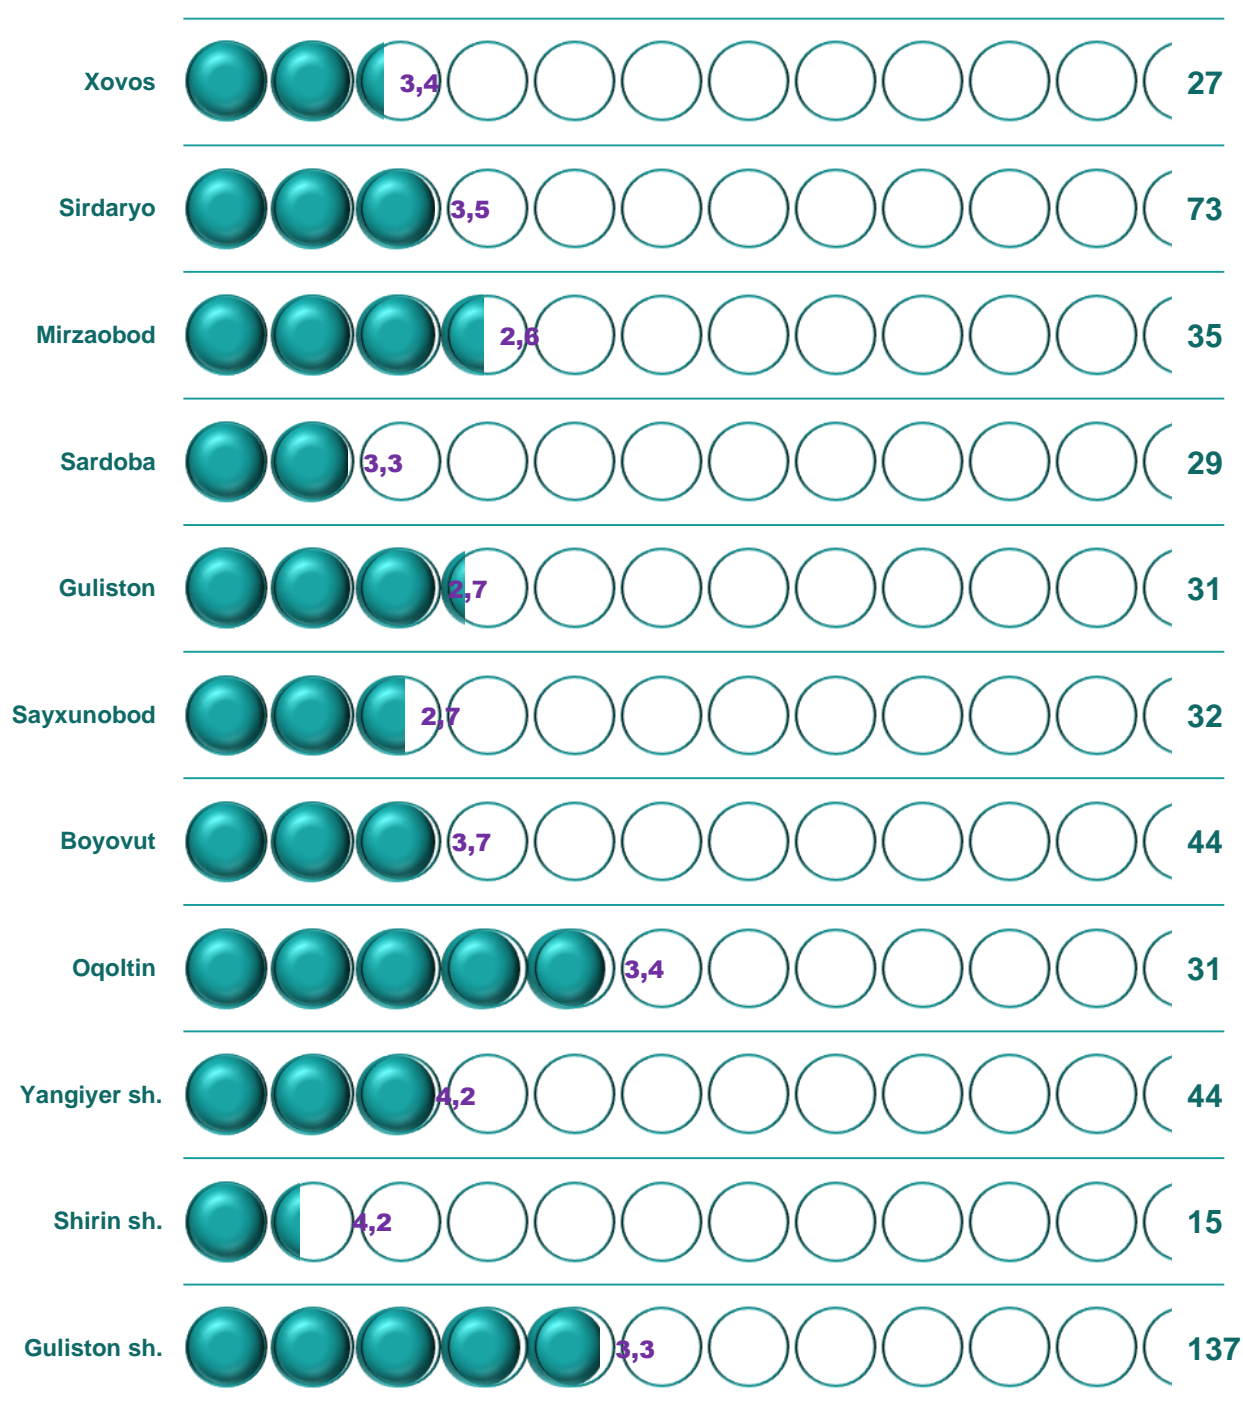 Xovos 3,4 27
Sirdaryo 3,5 73
Mirzaobod 2,6 35
Sardoba 3,3 29
Guliston 2,7 31
Sayxunobod 2,7 32
Boyovut 3,7 44
Oqoltin 3,4 31
Yangiyer sh. 4,2 44
Shirin sh. 4,2 15
Guliston sh. 3,3 137